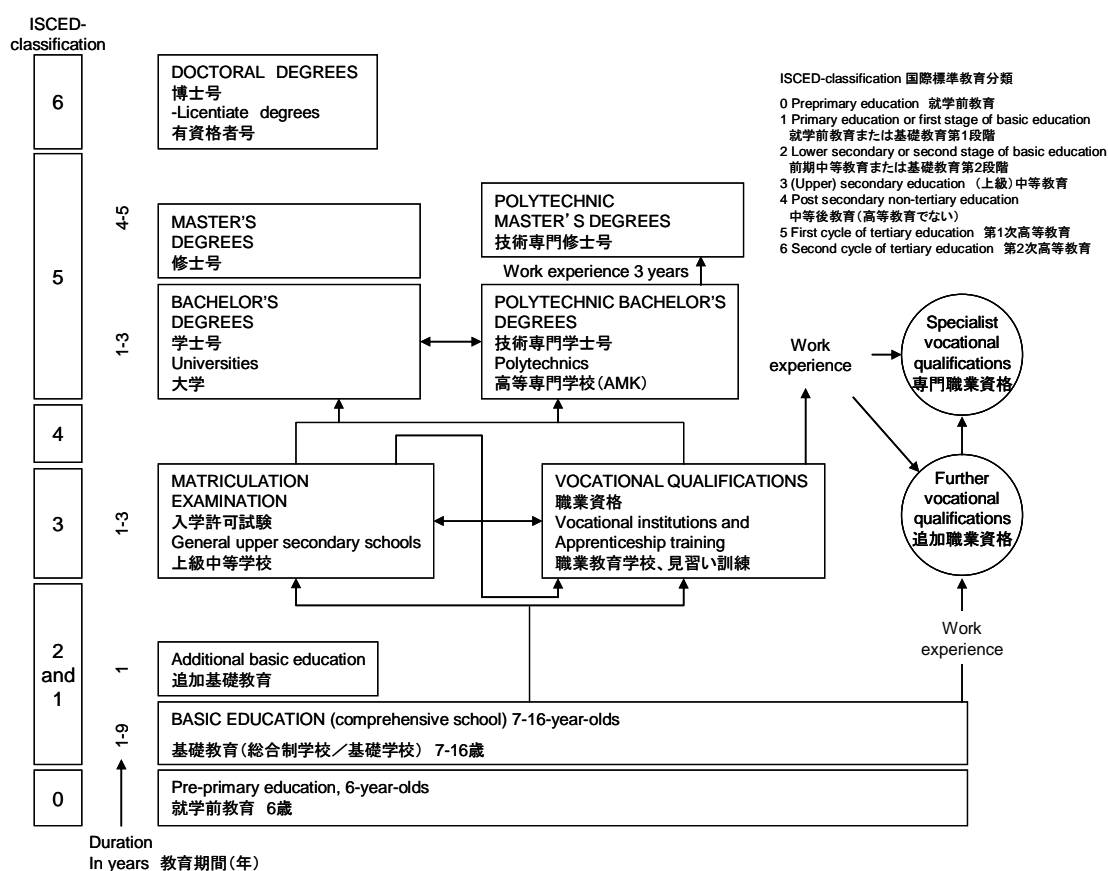 ISCED-
classification
6
5
4
3
2
and
1
0
4-5
1-3
1-3
1
1-9
Duration
In years 教育期間(年)
DOCTORAL DEGREES
博士号
-Licentiate degrees
有資格者号
MASTER'S
DEGREES
修士号
POLYTECHNIC
MASTER'S DEGREES
技術専門修士号
Work experience 3 years
BACHELOR'S
DEGREES
学士号
Universities
大学
POLYTECHNIC BACHELOR'S
DEGREES
技術専門学士号
Polytechnics
高等専門学校(AMK)
MATRICULATION
EXAMINATION
入学許可試験
General upper secondary schools
上級中等学校
VOCATIONAL QUALIFICATIONS
職業資格
Vocational institutions and
Apprenticeship training
職業教育学校、見習い訓練
Additional basic education
追加基礎教育
BASIC EDUCATION (comprehensive school) 7-16-year-olds
基礎教育(総合制学校/基礎学校) 7-16歳
Pre-primary education, 6-year-olds
就学前教育 6歳
ISCED-classification 国際標準教育分類
0 Preprimary education 就学前教育
1 Primary education or first stage of basic education
就学前教育または基礎教育第1段階
2 Lower secondary or second stage of basic education
前期中等教育または基礎教育第2段階
3 (Upper) secondary education (上級)中等教育
4 Post secondary non-tertiary education
中等後教育(高等教育でない)
5 First cycle of tertiary education 第1次高等教育
6 Second cycle of tertiary education 第2次高等教育
Work
experience
Specialist
vocational
qualifications
専門職業資格
Further
vocational
qualifications
追加職業資格
Work
experience